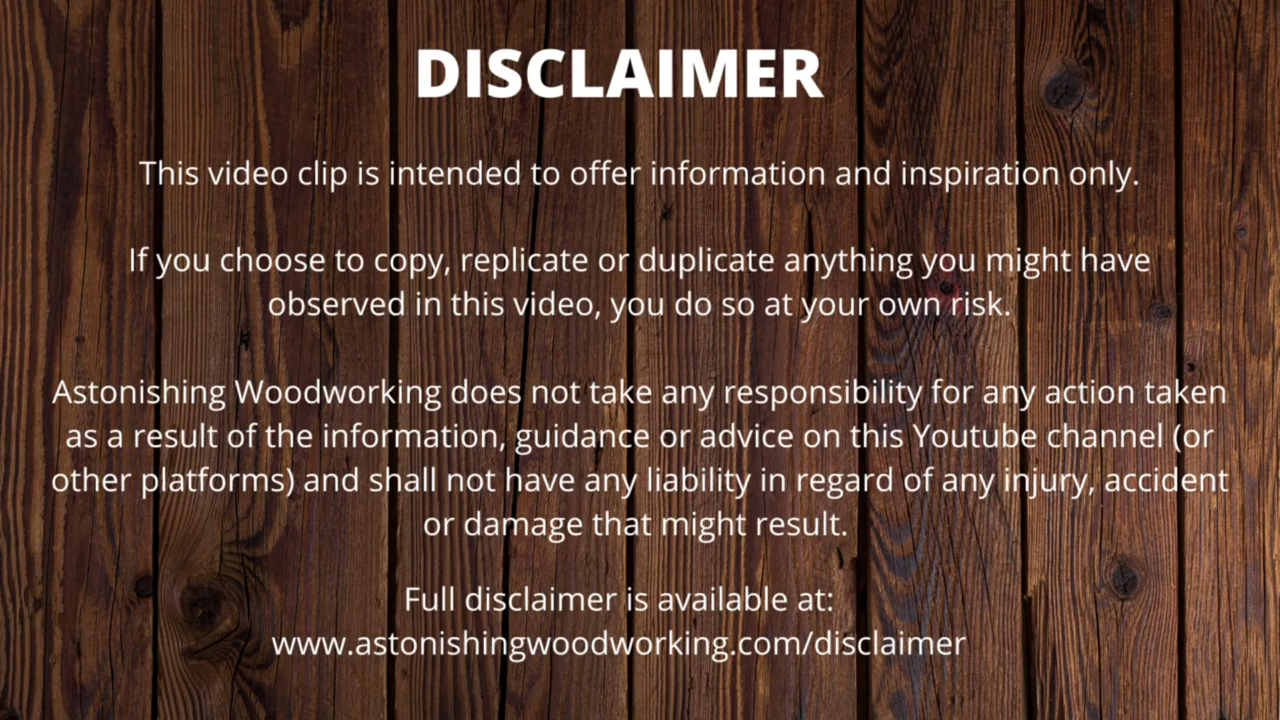 DISCLAIMER
This video clip is intended to offer information and inspiration only.
If you choose to copy, replicate or duplicate anything you might have
observed in this video, you do so at your own risk.
Astonishing Woodworking does not take any responsibility for any action taken
as a result of the information, guidance or advice on this Youtube channel (or
other platforms) and shall not have any liability in regard of any injury, accident
or damage that might result.
Full disclaimer is available at:
www.astonishingwoodworking.com/disclaimer